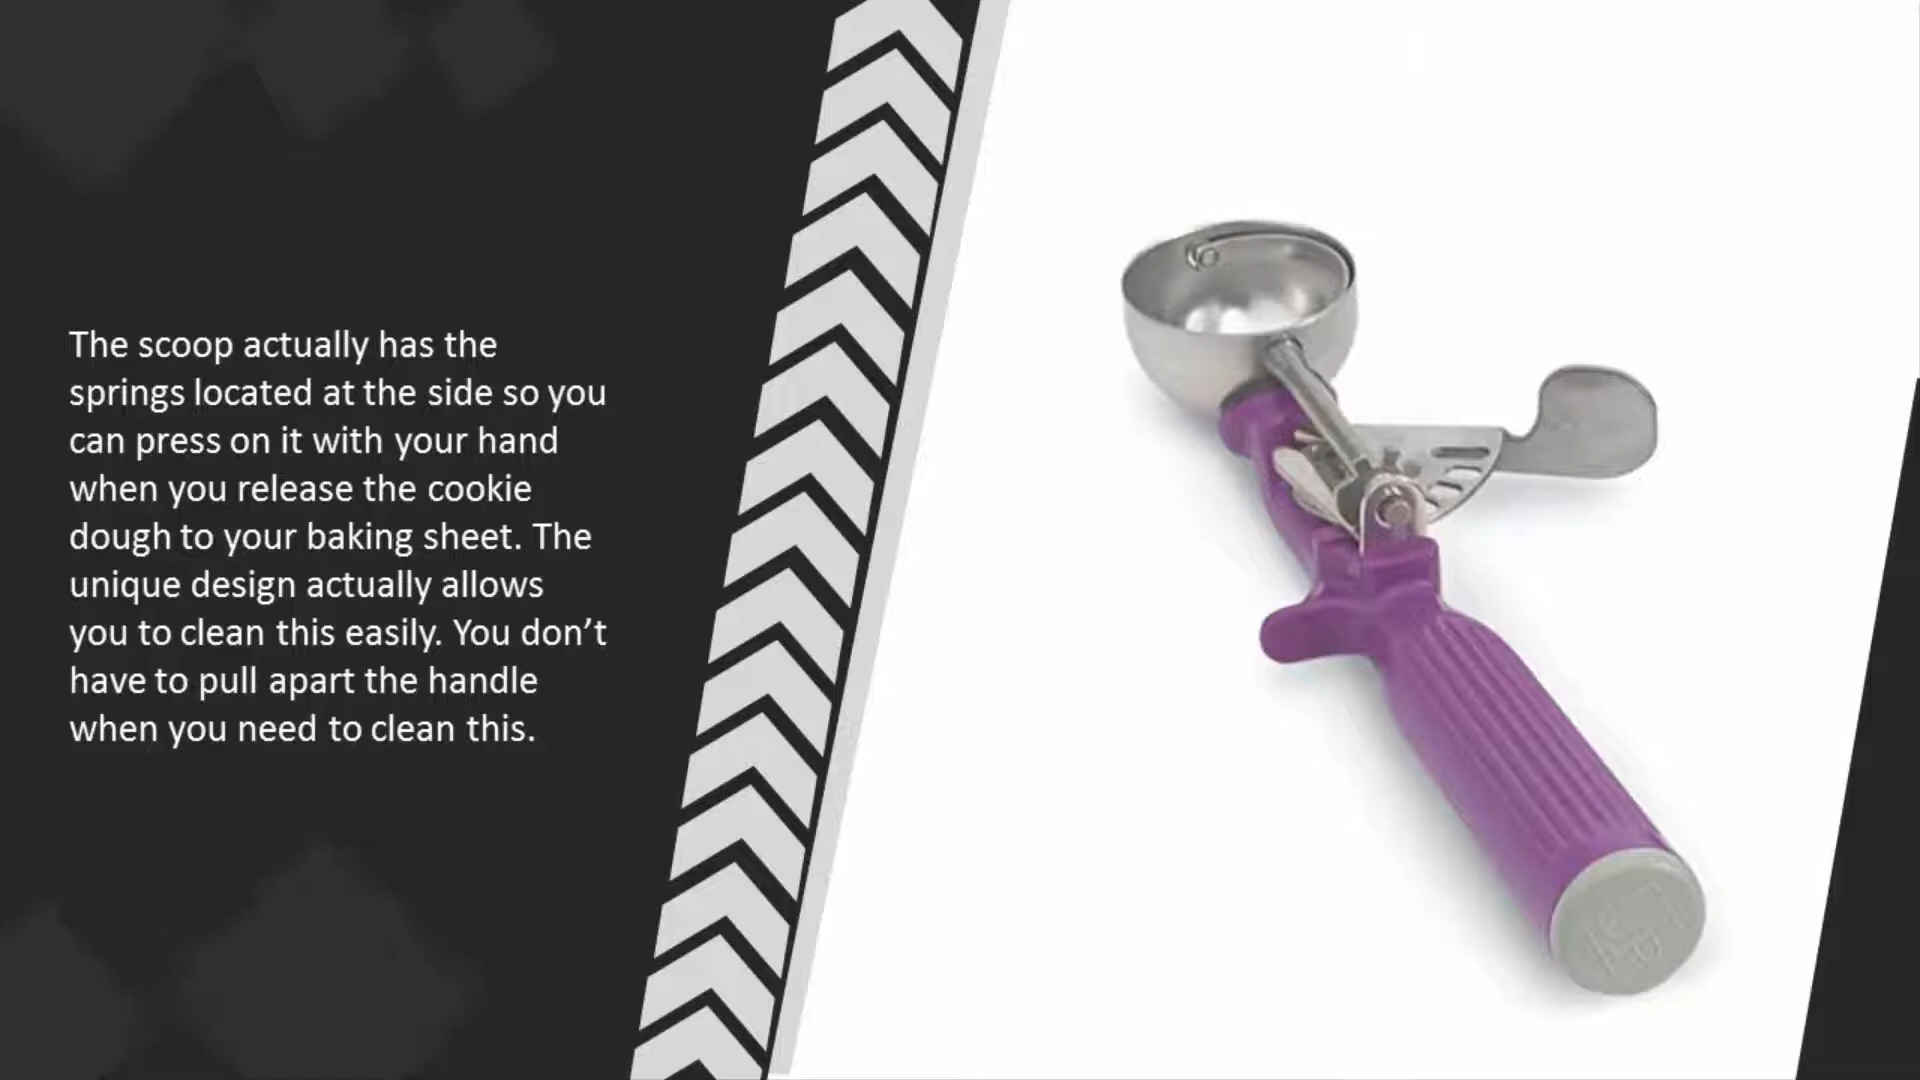 The scoop actually has the
springs located at the side so you
can press on it with your hand
when you release the cookie
dough to your baking sheet. The
unique design actually allows
you to clean this easily. You don’t
have to pull apart the handle
when you need to clean this.